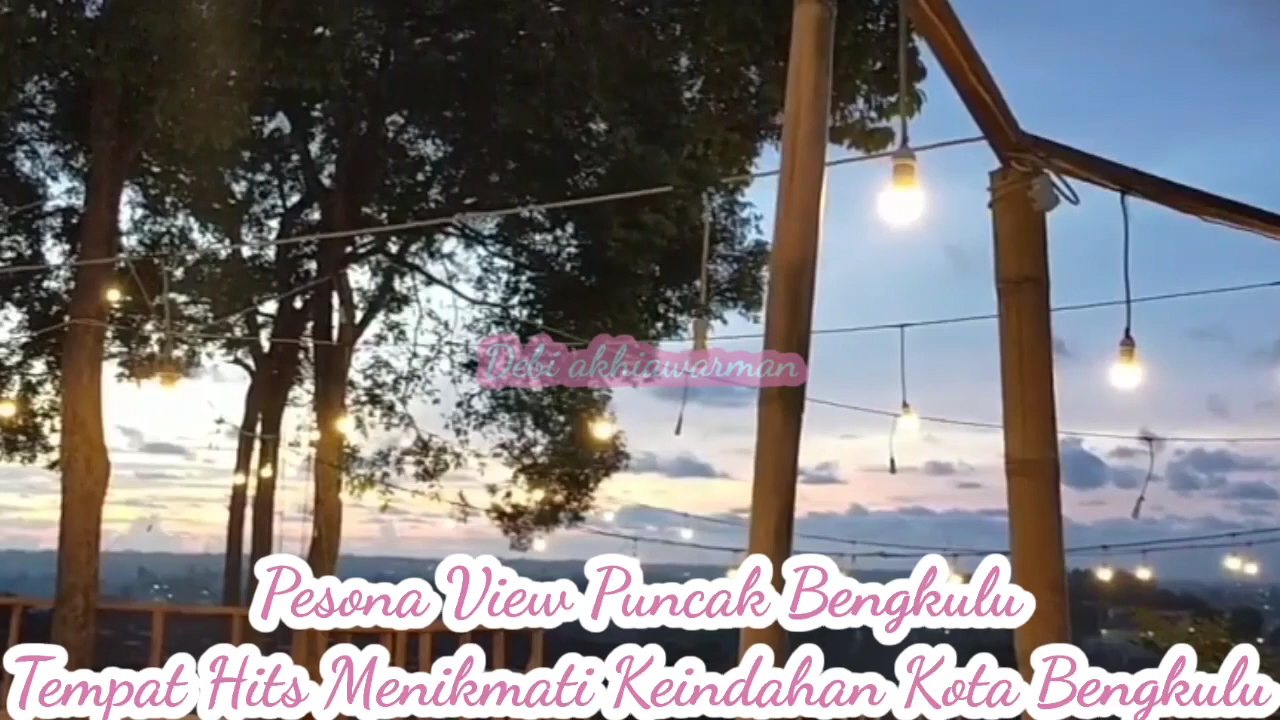 Debi akhiawarman
Pesona View Puncak Bengkulu
Tempat Hits Menikmati Keindahan Kota Bengkulu